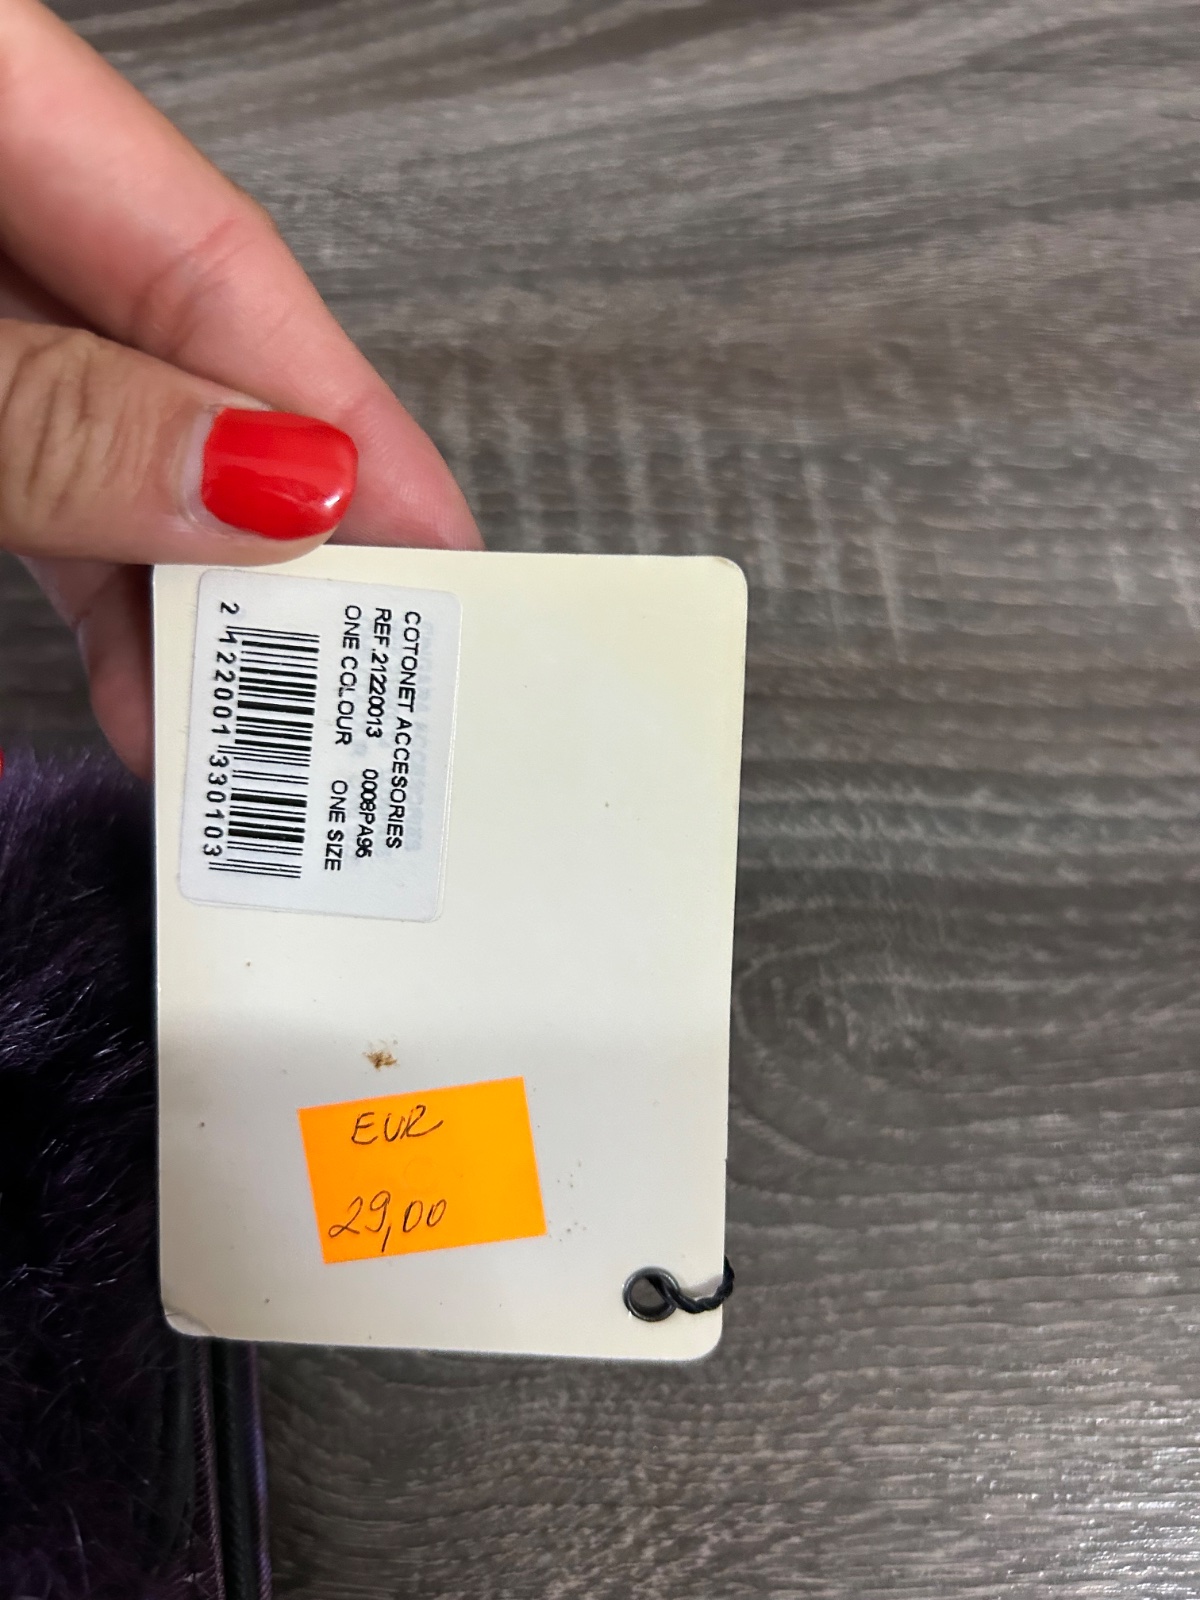 COTONET ACCESORIES
REF.21220013 0008PA96
ONE COLOUR ONE SIZE
2 122001 330103
EUR
29,00